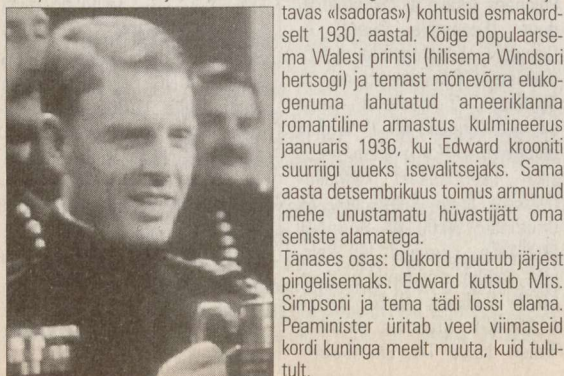 tavas «Isadoras») kohtusid esmakord-
selt 1930. aastal. Kõige populaarse-
ma Walesi printsi (hilisema Windsori
hertsogi) ja temast mõnevõrra eluko-
genuma lahutatud ameeriklanna
romantiline armastus kulmineerus
jaanuaris 1936, kui Edward krooniti
suurriigi uueks isevalitsejaks. Sama
aasta detsembrikuus toimus armunud
mehe unustamatu hüvastijätt oma
seniste alamatega.
Tänases osas: Olukord muutub järjest
pingelisemaks. Edward kutsub Mrs.
Simpsoni ja tema tädi lossi elama.
Peaminister üritab veel viimaseid
kordi kuninga meelt muuta, kuid tulu-
tult.